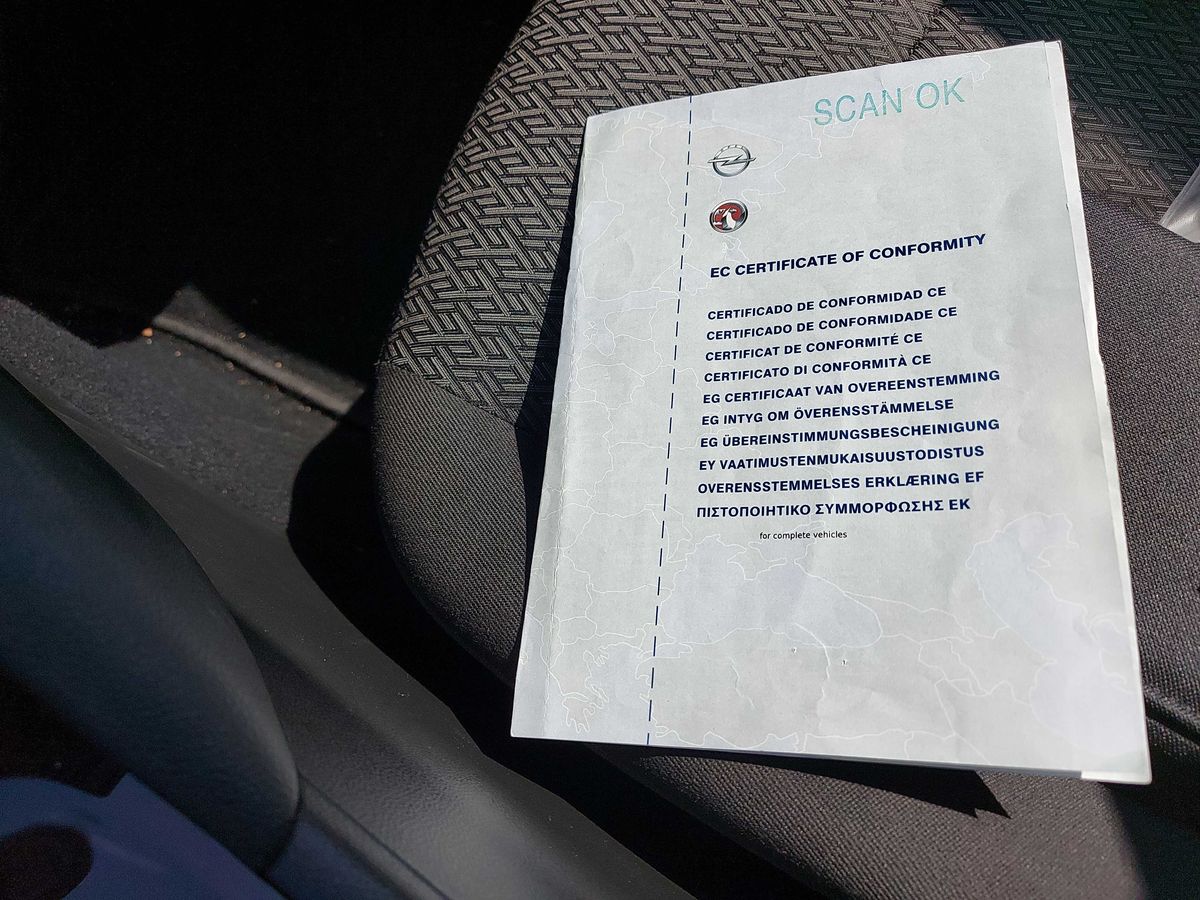 SCAN OK
EC CERTIFICATE OF CONFORMITY
CERTIFICADO DE CONFORMIDAD CE
CERTIFICADO DE CONFORMIDADE CE
CERTIFICAT DE CONFORMITÉ CE
CERTIFICATO DI CONFORMITÀ CE
EG CERTIFICAAT VAN OVEREENSTEMMING
EG INTYG OM ÖVERENSSTÄMMELSE
EG ÜBEREINSTIMMUNGSBESCHEINIGUNG
EY VAATIMUSTENMUKAISUUSTODISTUS
OVERENSSTEMMELSES ERKLÆRING EF
ΠΙΣΤΟΠΟΙΗΤΙΚΟ ΣΥΜΜΟΡΦΩΣΗΣ ΕΚ
for complete vehicles